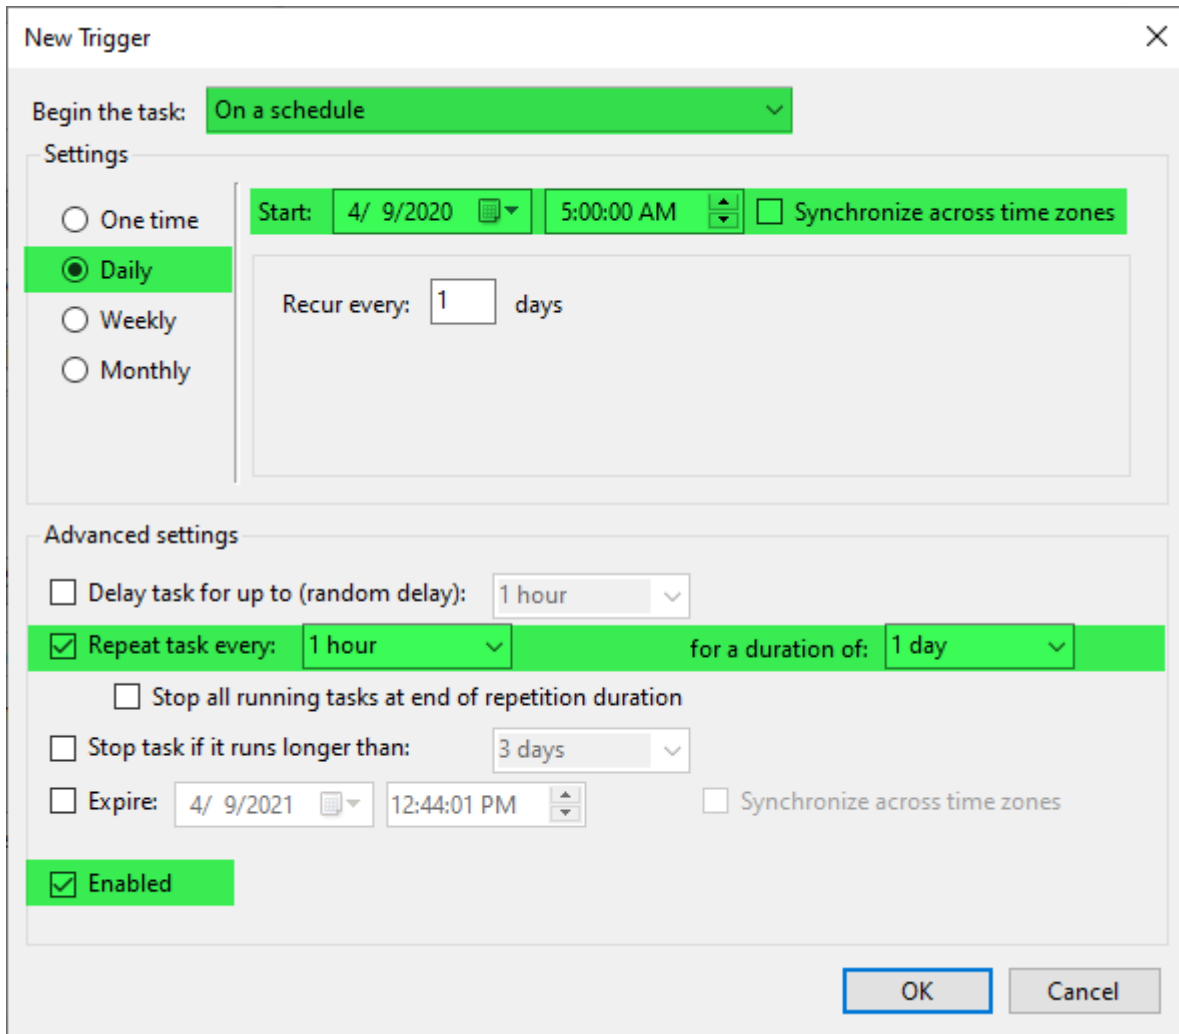 New Trigger
Begin the task: On a schedule
Settings
One time
Start: 4/ 9/2020 5:00:00 AM Synchronize across time zones
Daily
Recur every: 1 days
Weekly
Monthly
Advanced settings
Delay task for up to (random delay): 1 hour
Repeat task every: 1 hour for a duration of: 1 day
Stop all running tasks at end of repetition duration
Stop task if it runs longer than: 3 days
Expire: 4/ 9/2021 12:44:01 PM Synchronize across time zones
Enabled
OK Cancel